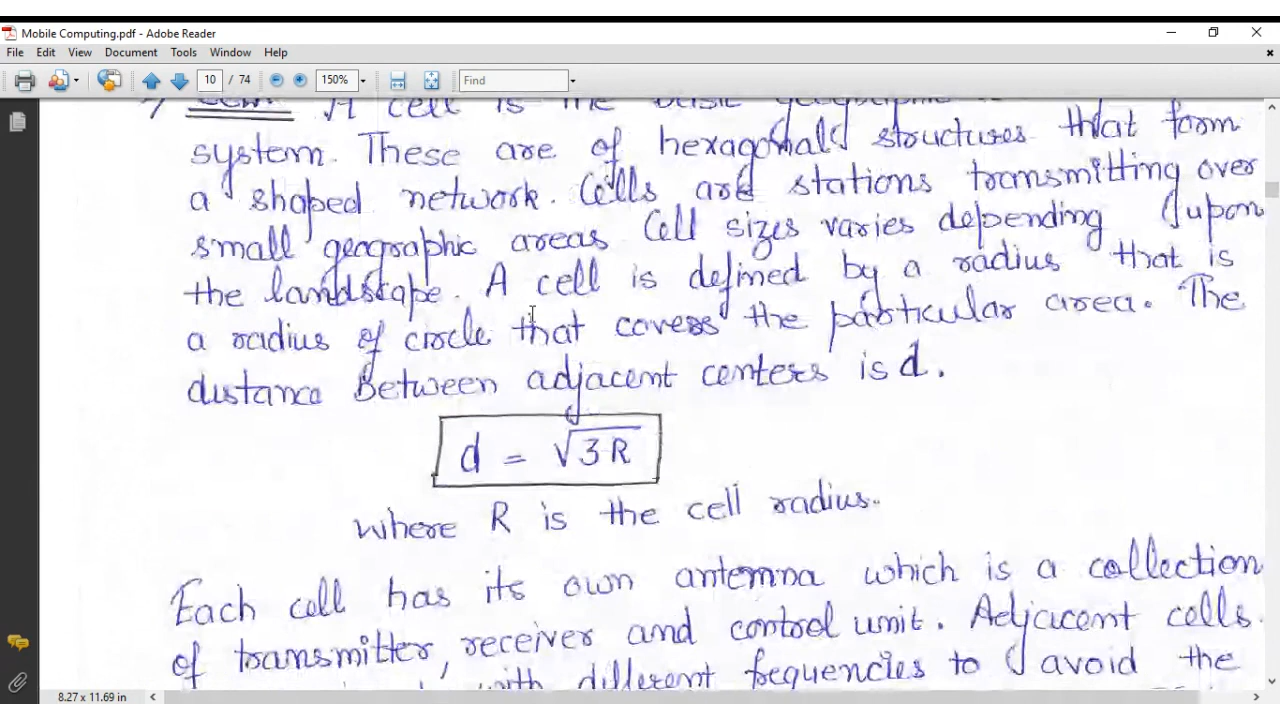 Mobile Computing.pdf - Adobe Reader
File Edit View Document Tools Window Help
10 / 74 150% Find
A cell is the basic
system. These are of hexagonald structures that form
a shaped network. Cells are stations transmitting over
small geographic areas Cell sizes varies depending upon
the landscape. A cell is defined by a radius that is
a radius of circle that covers the particular area. The
distance Between adjacent centers is d.
d = √3R
where R is the cell radius.
Each cell has its own antenna which is a collection
of transmitter, receiver and control unit. Adjacent cells
with different frequencies to avoid the
8.27 x 11.69 in